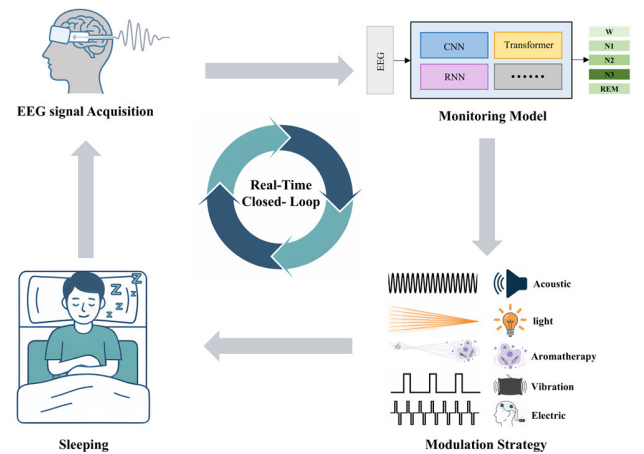 EEG signal Acquisition
EEG
CNN
Transformer
RNN
......
W
N1
N2
N3
REM
Monitoring Model
Real-Time
Closed- Loop
Z
Z
Z
Z
Z
Sleeping
Acoustic
light
Aromatherapy
Vibration
Electric
Modulation Strategy